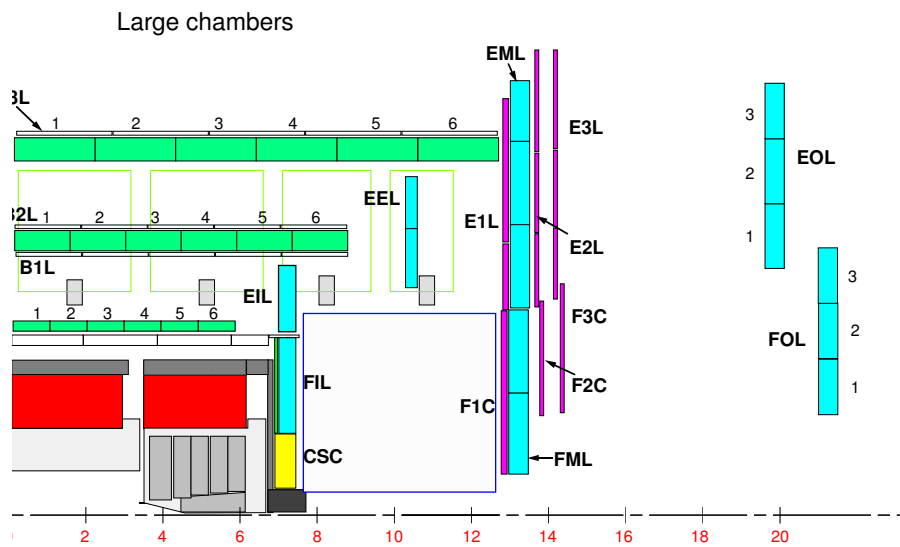 Large chambers
EML
3L
1 2 3 4 5 6
E3L
3
EOL
EEL
2
2L
1 2 3 4 5 6
E1L
E2L
1
B1L
EIL
3
F3C
1 2 3 4 5 6
FOL
2
FIL
F2C
F1C
1
CSC
FML
2 4 6 8 10 12 14 16 18 20